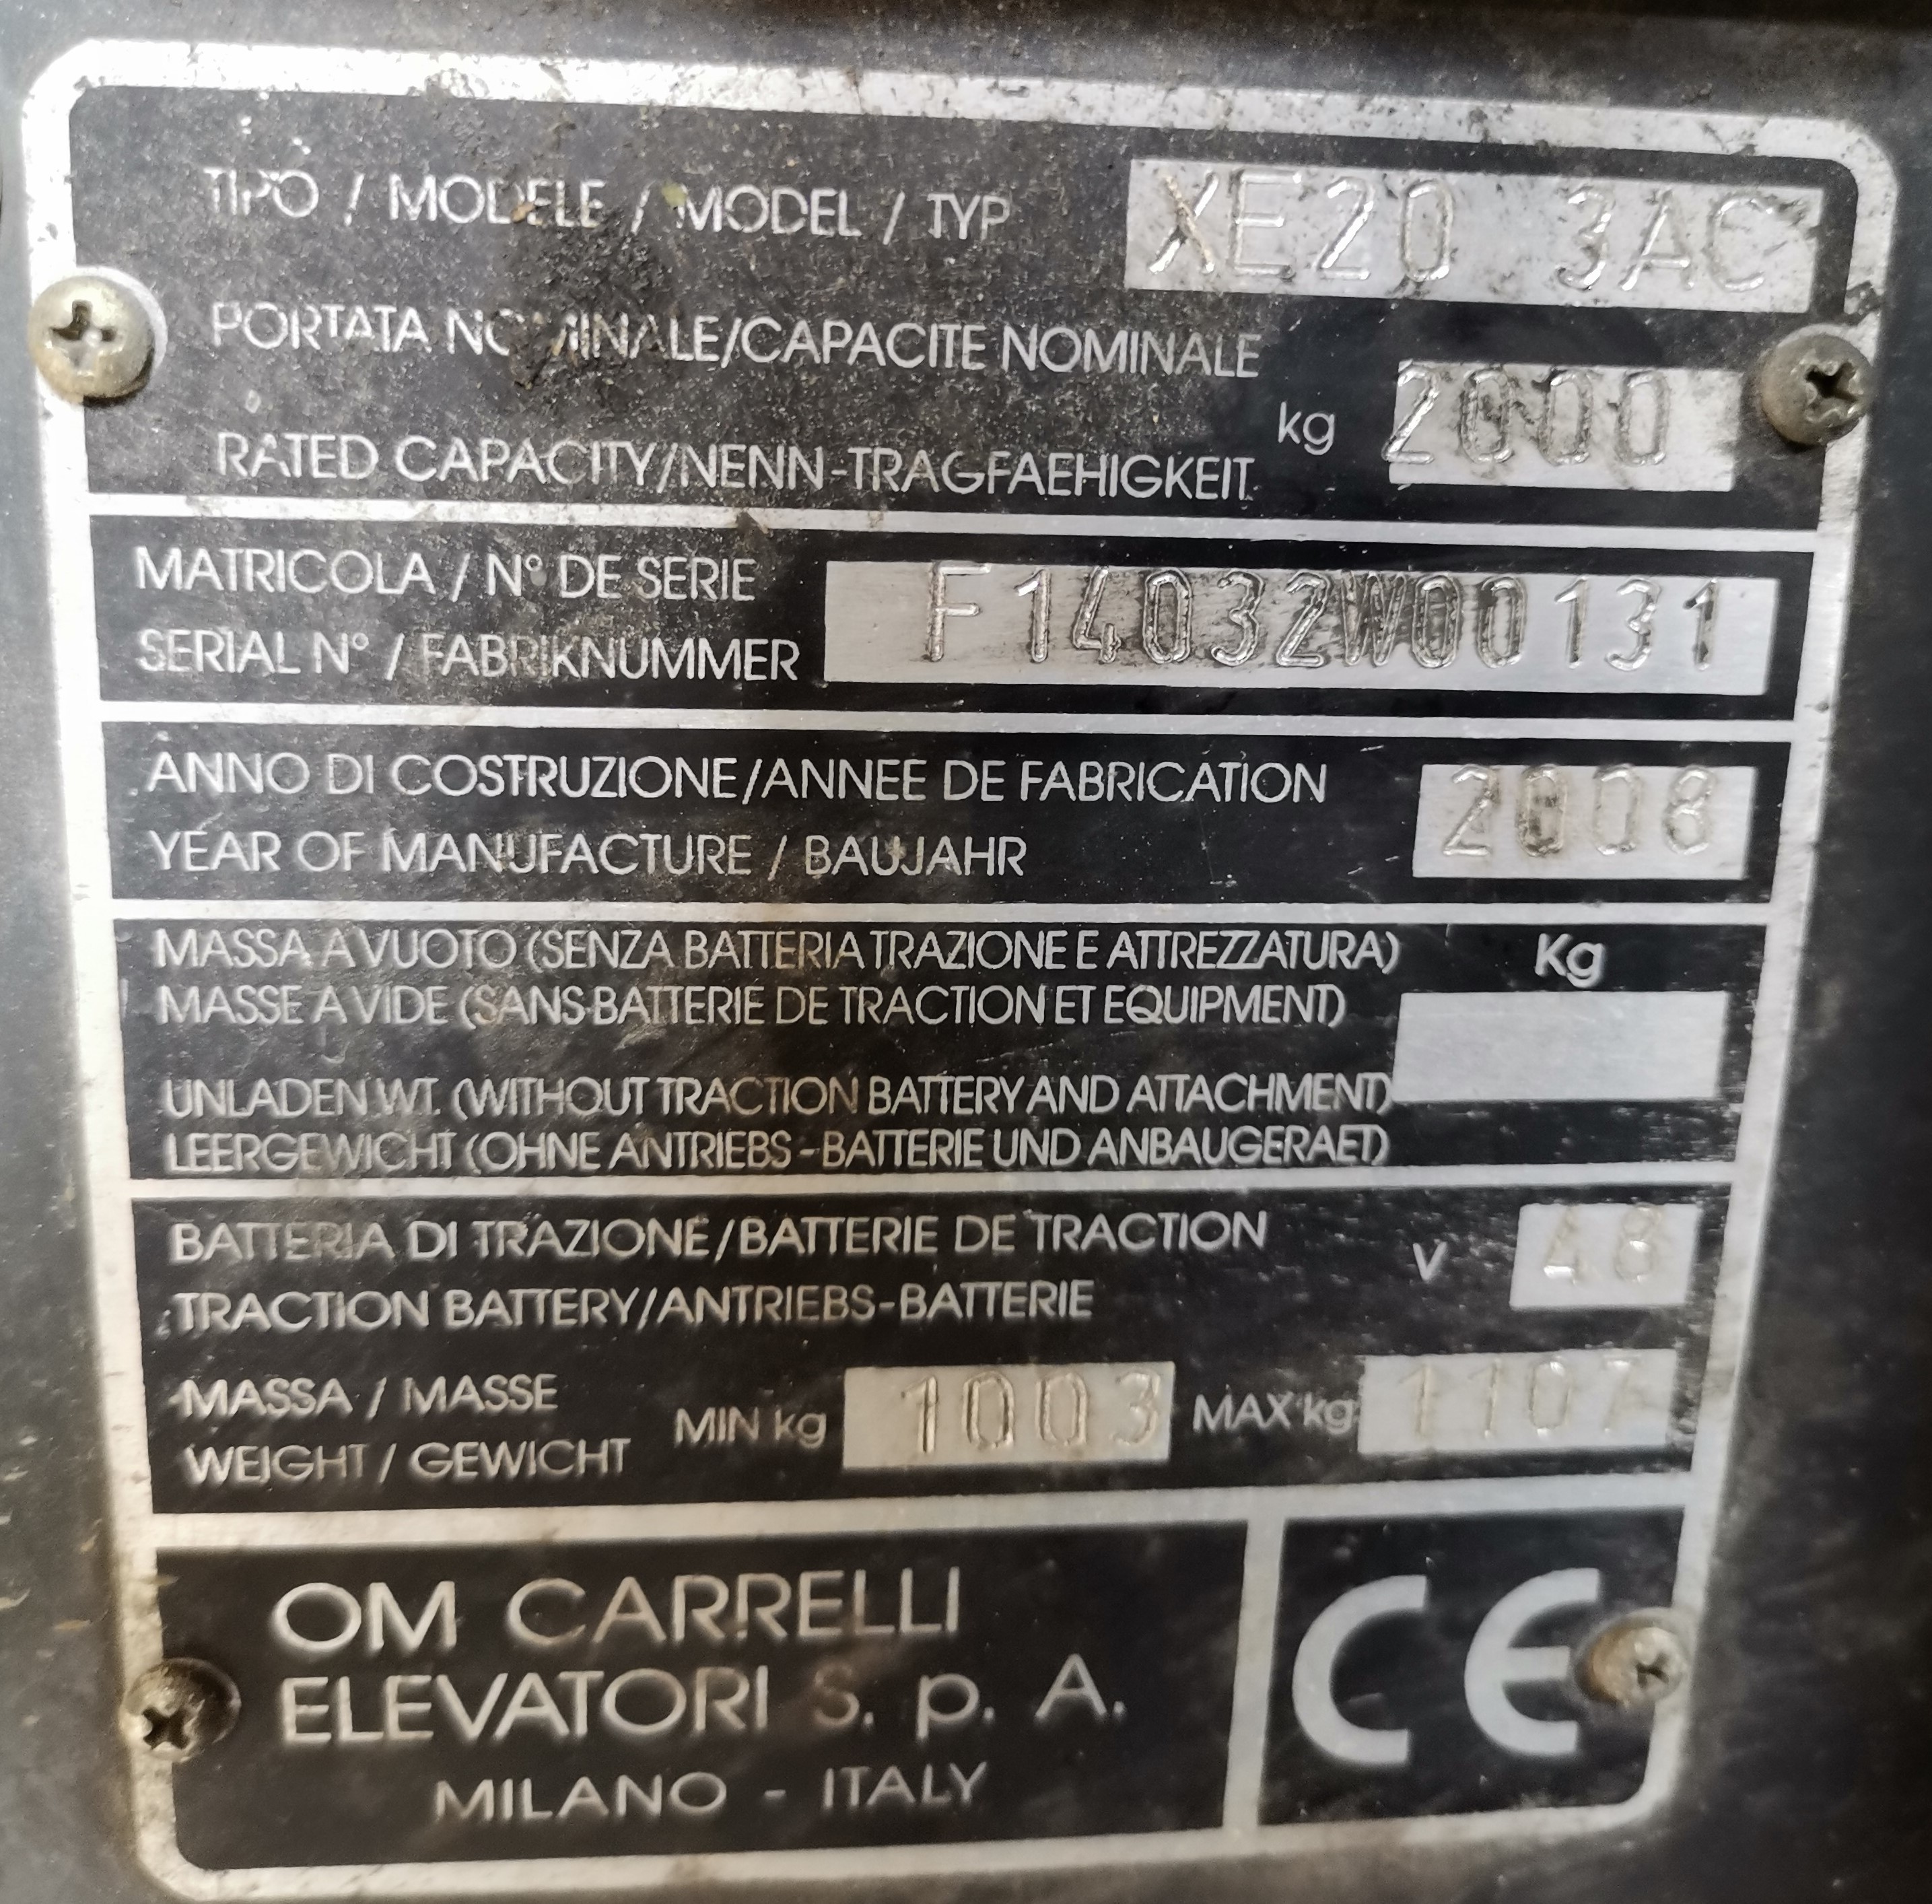 TIPO / MODELE / MODEL / TYP XE20 3AC
PORTATA NOMINALE/CAPACITE NOMINALE
RATED CAPACITY/NENN-TRAGFAEHIGKEIT kg 2000
MATRICOLA / N° DE SERIE
SERIAL N° / FABRIKNUMMER F14032W00131
ANNO DI COSTRUZIONE/ANNEE DE FABRICATION
YEAR OF MANUFACTURE / BAUJAHR 2008
MASSA A VUOTO (SENZA BATTERIA TRAZIONE E ATTREZZATURA) Kg
MASSE A VIDE (SANS BATTERIE DE TRACTION ET EQUIPMENT)
UNLADEN WT. (WITHOUT TRACTION BATTERY AND ATTACHMENT)
LEERGEWICHT (OHNE ANTRIEBS-BATTERIE UND ANBAUGERAET)
BATTERIA DI TRAZIONE/BATTERIE DE TRACTION V 48
TRACTION BATTERY/ANTRIEBS-BATTERIE
MASSA / MASSE
WEIGHT / GEWICHT MIN kg 1003 MAX kg 1107
OM CARRELLI
ELEVATORI S. p. A.
MILANO - ITALY
CE